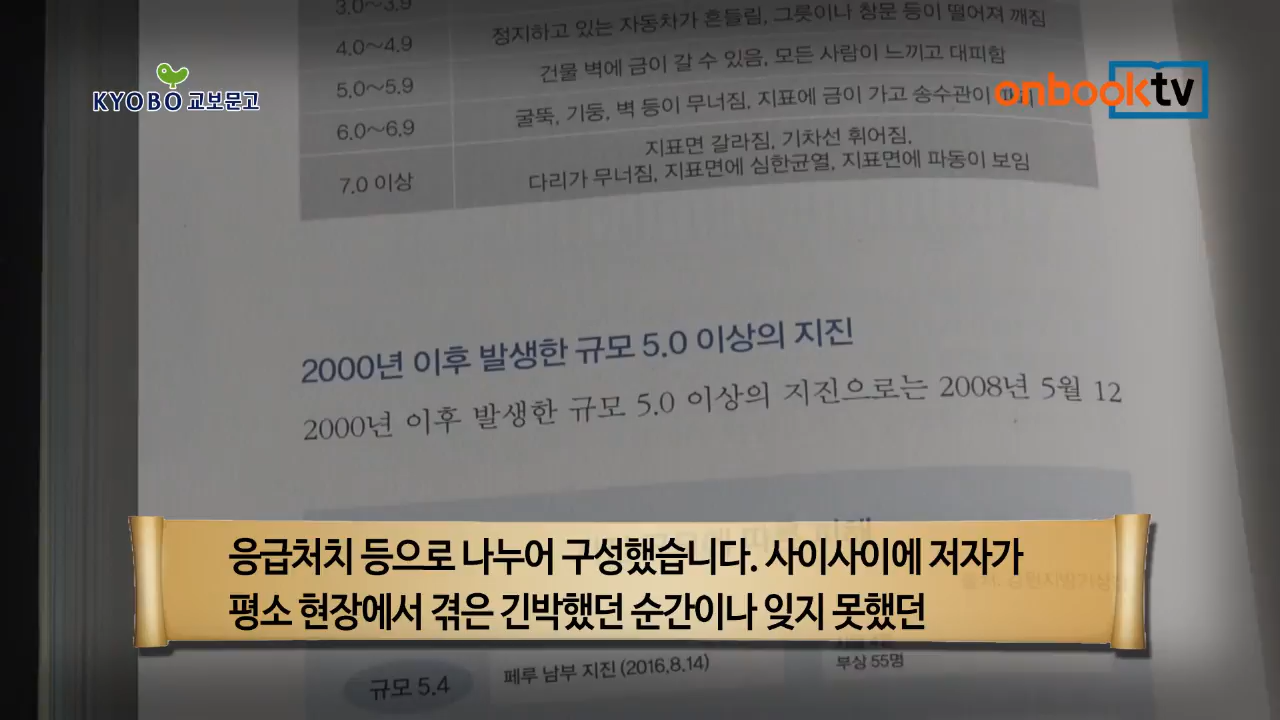 3.0~3.9
4.0~4.9 정지하고 있는 자동차가 흔들림, 그릇이나 창문 등이 떨어져 깨짐
5.0~5.9 건물 벽에 금이 갈 수 있음, 모든 사람이 느끼고 대피함
6.0~6.9 굴뚝, 기둥, 벽 등이 무너짐, 지표에 금이 가고 송수관이
7.0 이상 지표면 갈라짐, 기차선 휘어짐,
다리가 무너짐, 지표면에 심한균열, 지표면에 파동이 보임
KYOBO 교보문고
onbooktv
2000년 이후 발생한 규모 5.0 이상의 지진
2000년 이후 발생한 규모 5.0 이상의 지진으로는 2008년 5월 12
응급처치 등으로 나누어 구성했습니다. 사이사이에 저자가
평소 현장에서 겪은 긴박했던 순간이나 잊지 못했던
규모 5.4 페루 남부 지진 (2016.8.14) 부상 55명